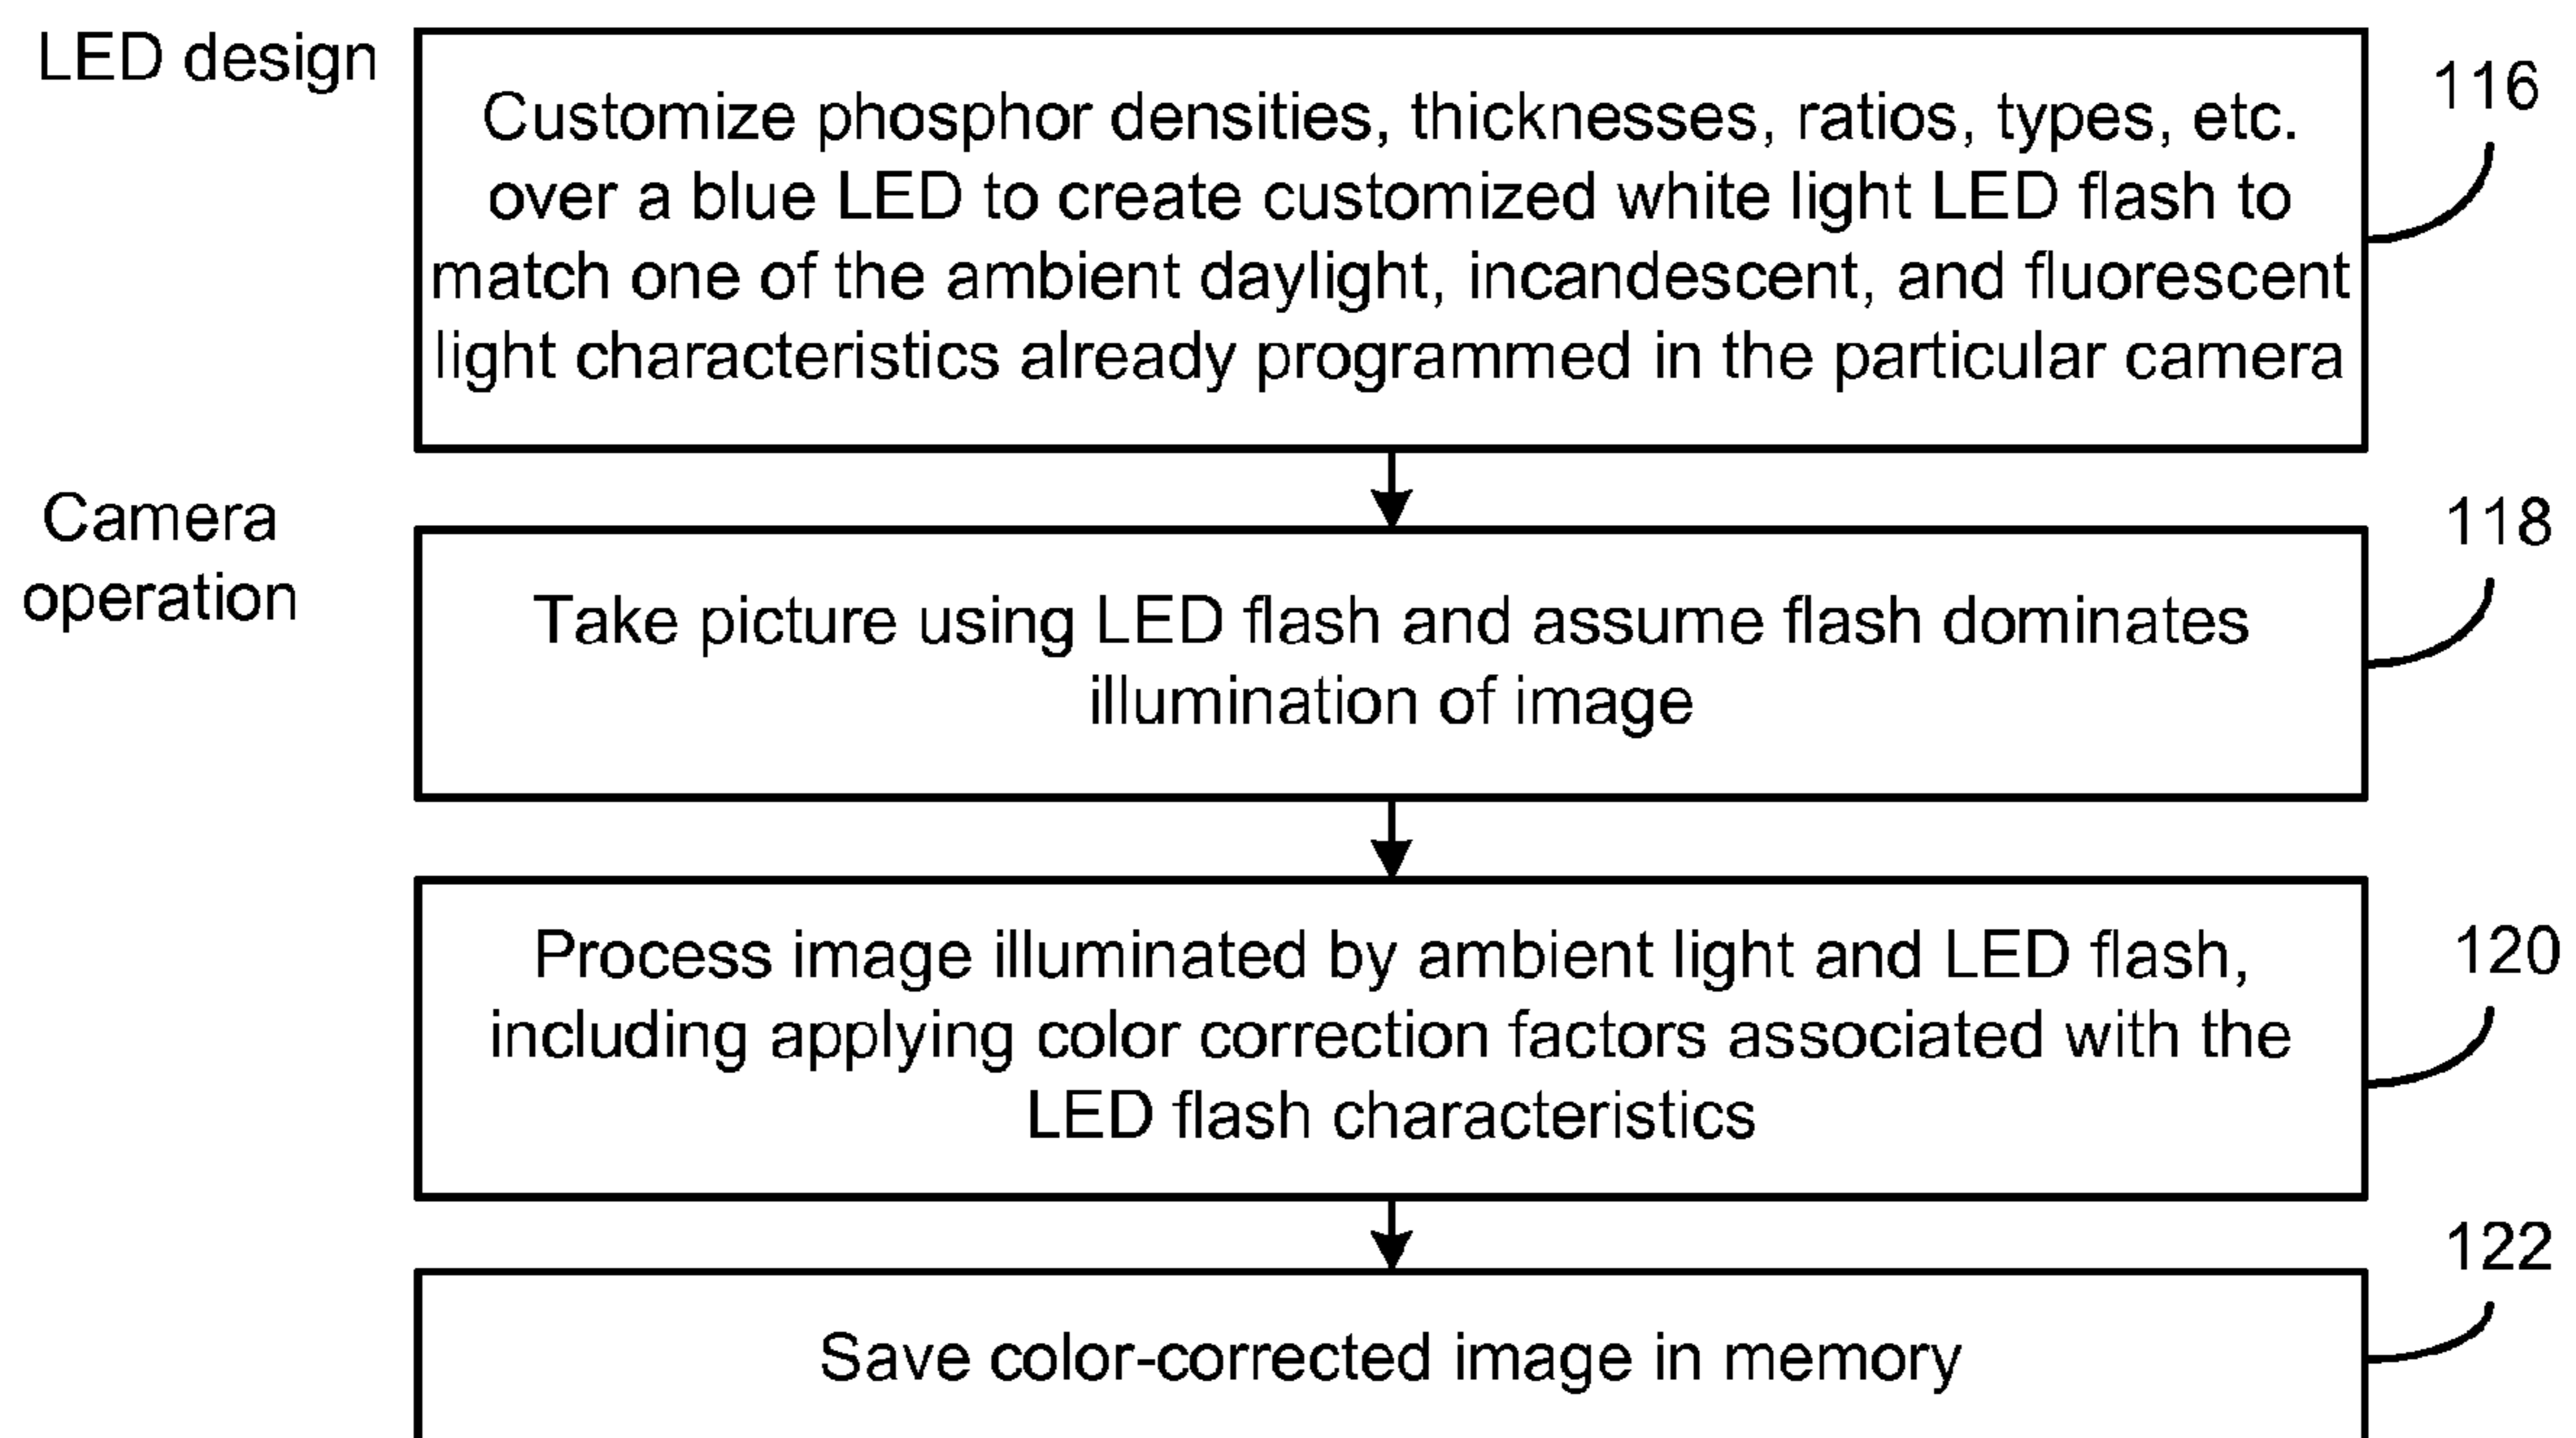 LED design
Customize phosphor densities, thicknesses, ratios, types, etc.
over a blue LED to create customized white light LED flash to
match one of the ambient daylight, incandescent, and fluorescent
light characteristics already programmed in the particular camera
116
Camera
operation
Take picture using LED flash and assume flash dominates
illumination of image
118
Process image illuminated by ambient light and LED flash,
including applying color correction factors associated with the
LED flash characteristics
120
Save color-corrected image in memory
122